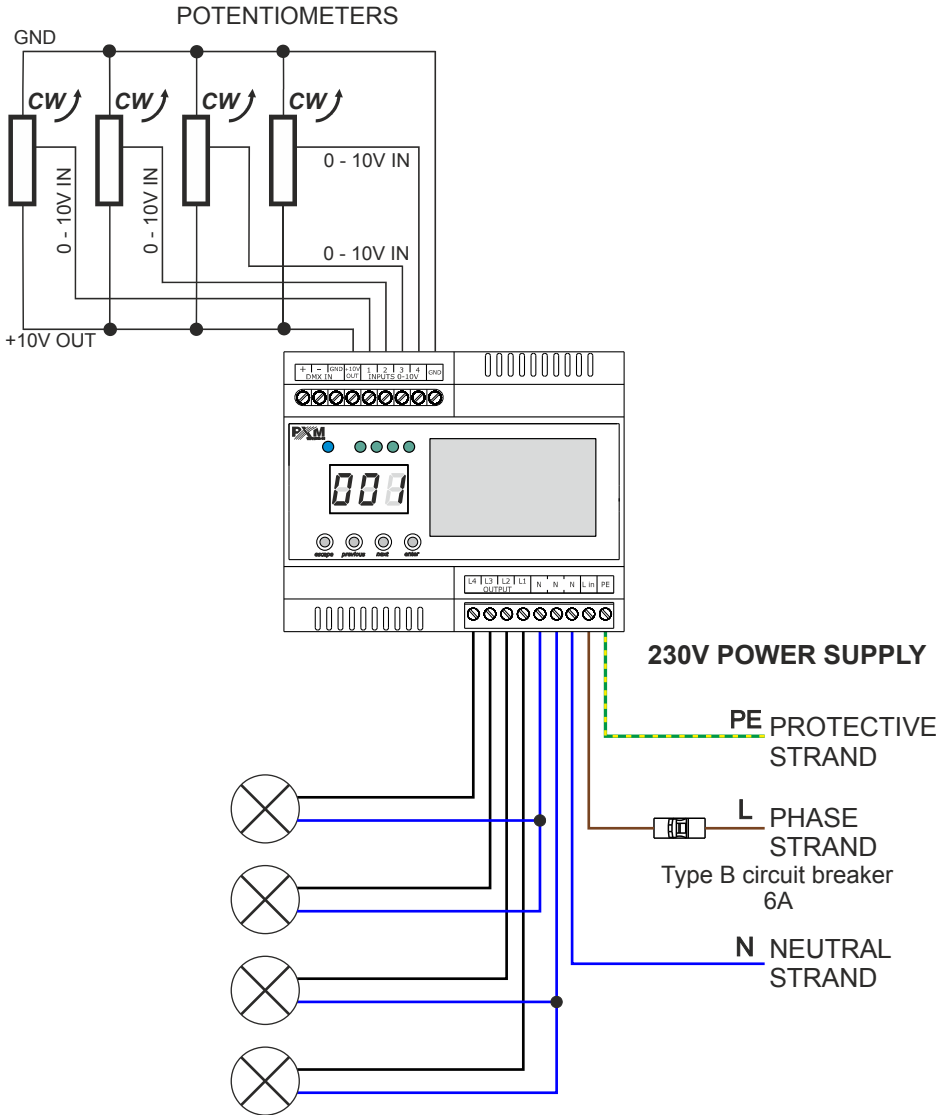 POTENTIOMETERS
GND
CW CW CW CW
0 - 10V IN
0 - 10V IN
0 - 10V IN
0 - 10V IN
+10V OUT
+ - GND +10V 1 2 3 4 GND
DMX IN OUT INPUTS 0-10V
PXM
001
escape previous next enter
L4 L3 L2 L1 N N N L in PE
OUTPUT
230V POWER SUPPLY
PE PROTECTIVE
STRAND
L PHASE
STRAND
Type B circuit breaker
6A
N NEUTRAL
STRAND